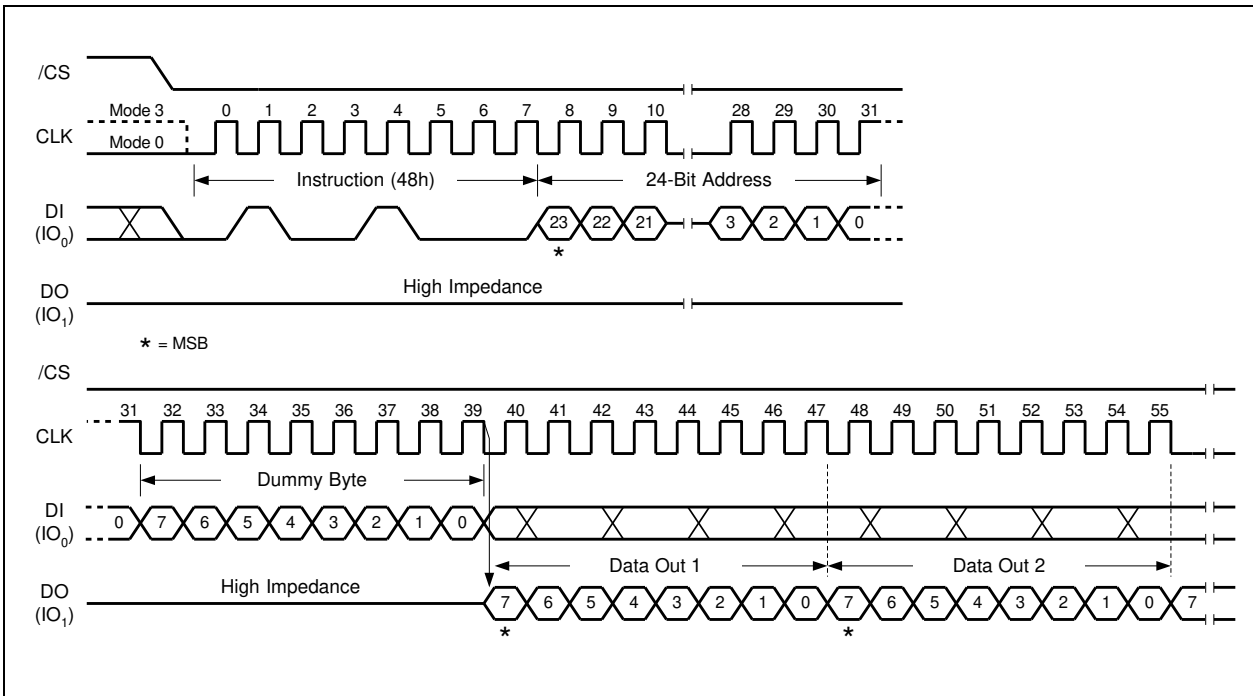 /CS
Mode 3 0 1 2 3 4 5 6 7 8 9 10 28 29 30 31
CLK
Mode 0
Instruction (48h) 24-Bit Address
DI
(IO0) 23 22 21 3 2 1 0
*
DO High Impedance
(IO1)
* = MSB
/CS
31 32 33 34 35 36 37 38 39 40 41 42 43 44 45 46 47 48 49 50 51 52 53 54 55
CLK
Dummy Byte
DI
(IO0) 0 7 6 5 4 3 2 1 0
Data Out 1 Data Out 2
DO High Impedance
(IO1) 7 6 5 4 3 2 1 0 7 6 5 4 3 2 1 0 7
* *